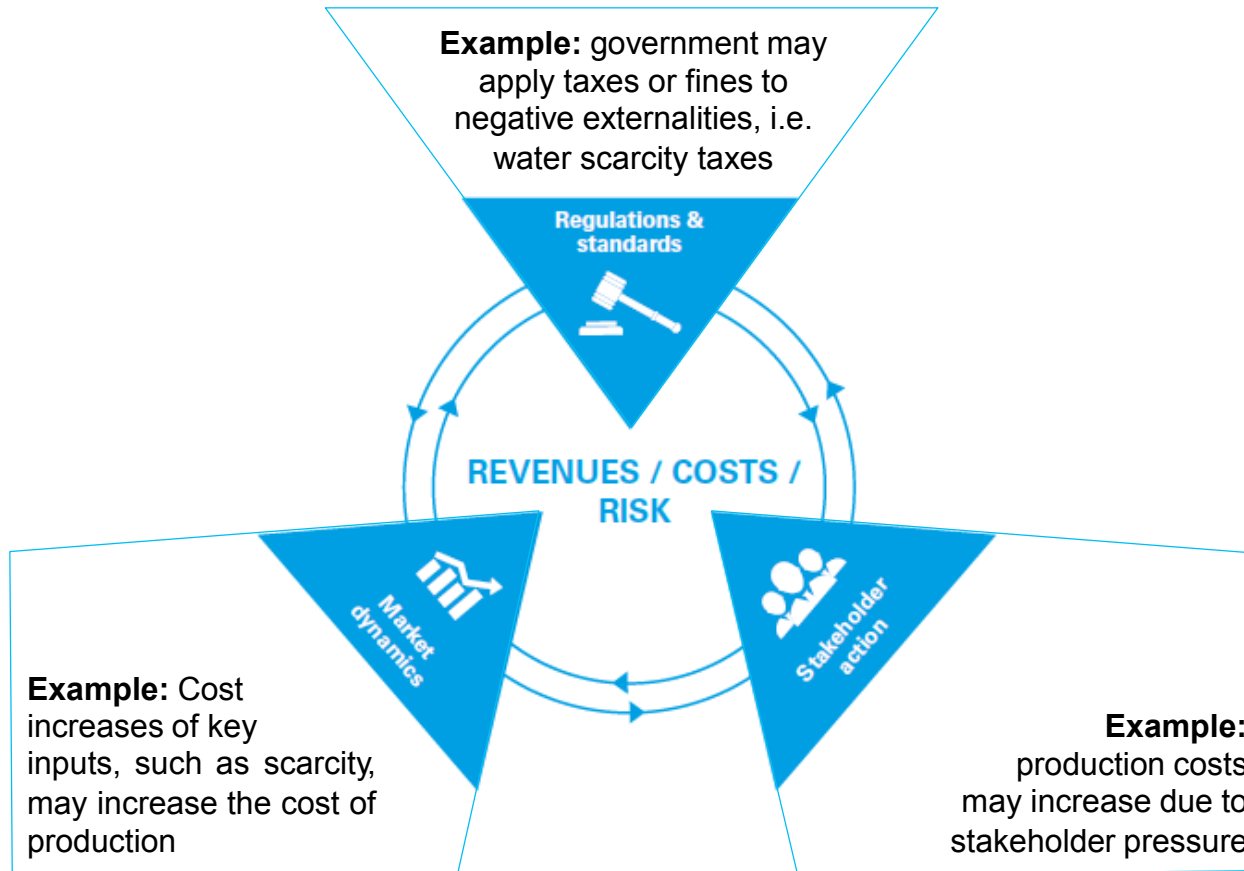 Example: government may
apply taxes or fines to
negative externalities, i.e.
water scarcity taxes
Regulations &
standards
REVENUES / COSTS /
RISK
Market
dynamics
Stakeholder
action
Example: Cost
increases of key
inputs, such as scarcity,
may increase the cost of
production
Example:
production costs
may increase due to
stakeholder pressure